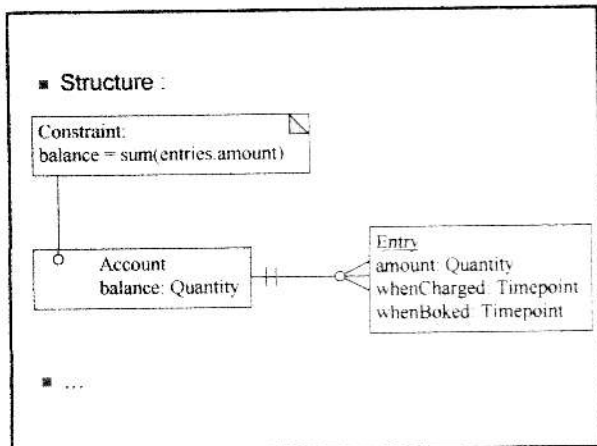 ▪ Structure :
Constraint:
balance = sum(entries.amount)
Account
balance: Quantity
Entry
amount: Quantity
whenCharged: Timepoint
whenBoked: Timepoint
▪ ...